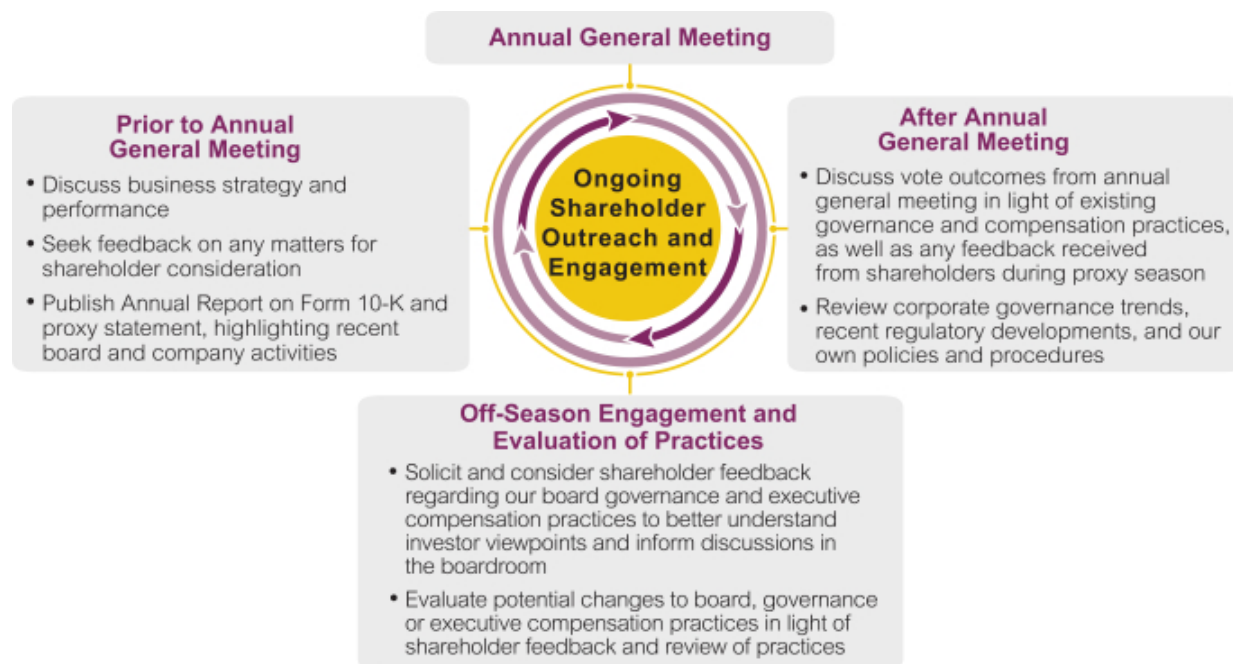 Annual General Meeting
Prior to Annual
General Meeting
• Discuss business strategy and
performance
• Seek feedback on any matters for
shareholder consideration
• Publish Annual Report on Form 10-K and
proxy statement, highlighting recent
board and company activities
Ongoing
Shareholder
Outreach and
Engagement
After Annual
General Meeting
• Discuss vote outcomes from annual
general meeting in light of existing
governance and compensation practices,
as well as any feedback received
from shareholders during proxy season
• Review corporate governance trends,
recent regulatory developments, and our
own policies and procedures
Off-Season Engagement and
Evaluation of Practices
• Solicit and consider shareholder feedback
regarding our board governance and executive
compensation practices to better understand
investor viewpoints and inform discussions in
the boardroom
• Evaluate potential changes to board, governance
or executive compensation practices in light of
shareholder feedback and review of practices